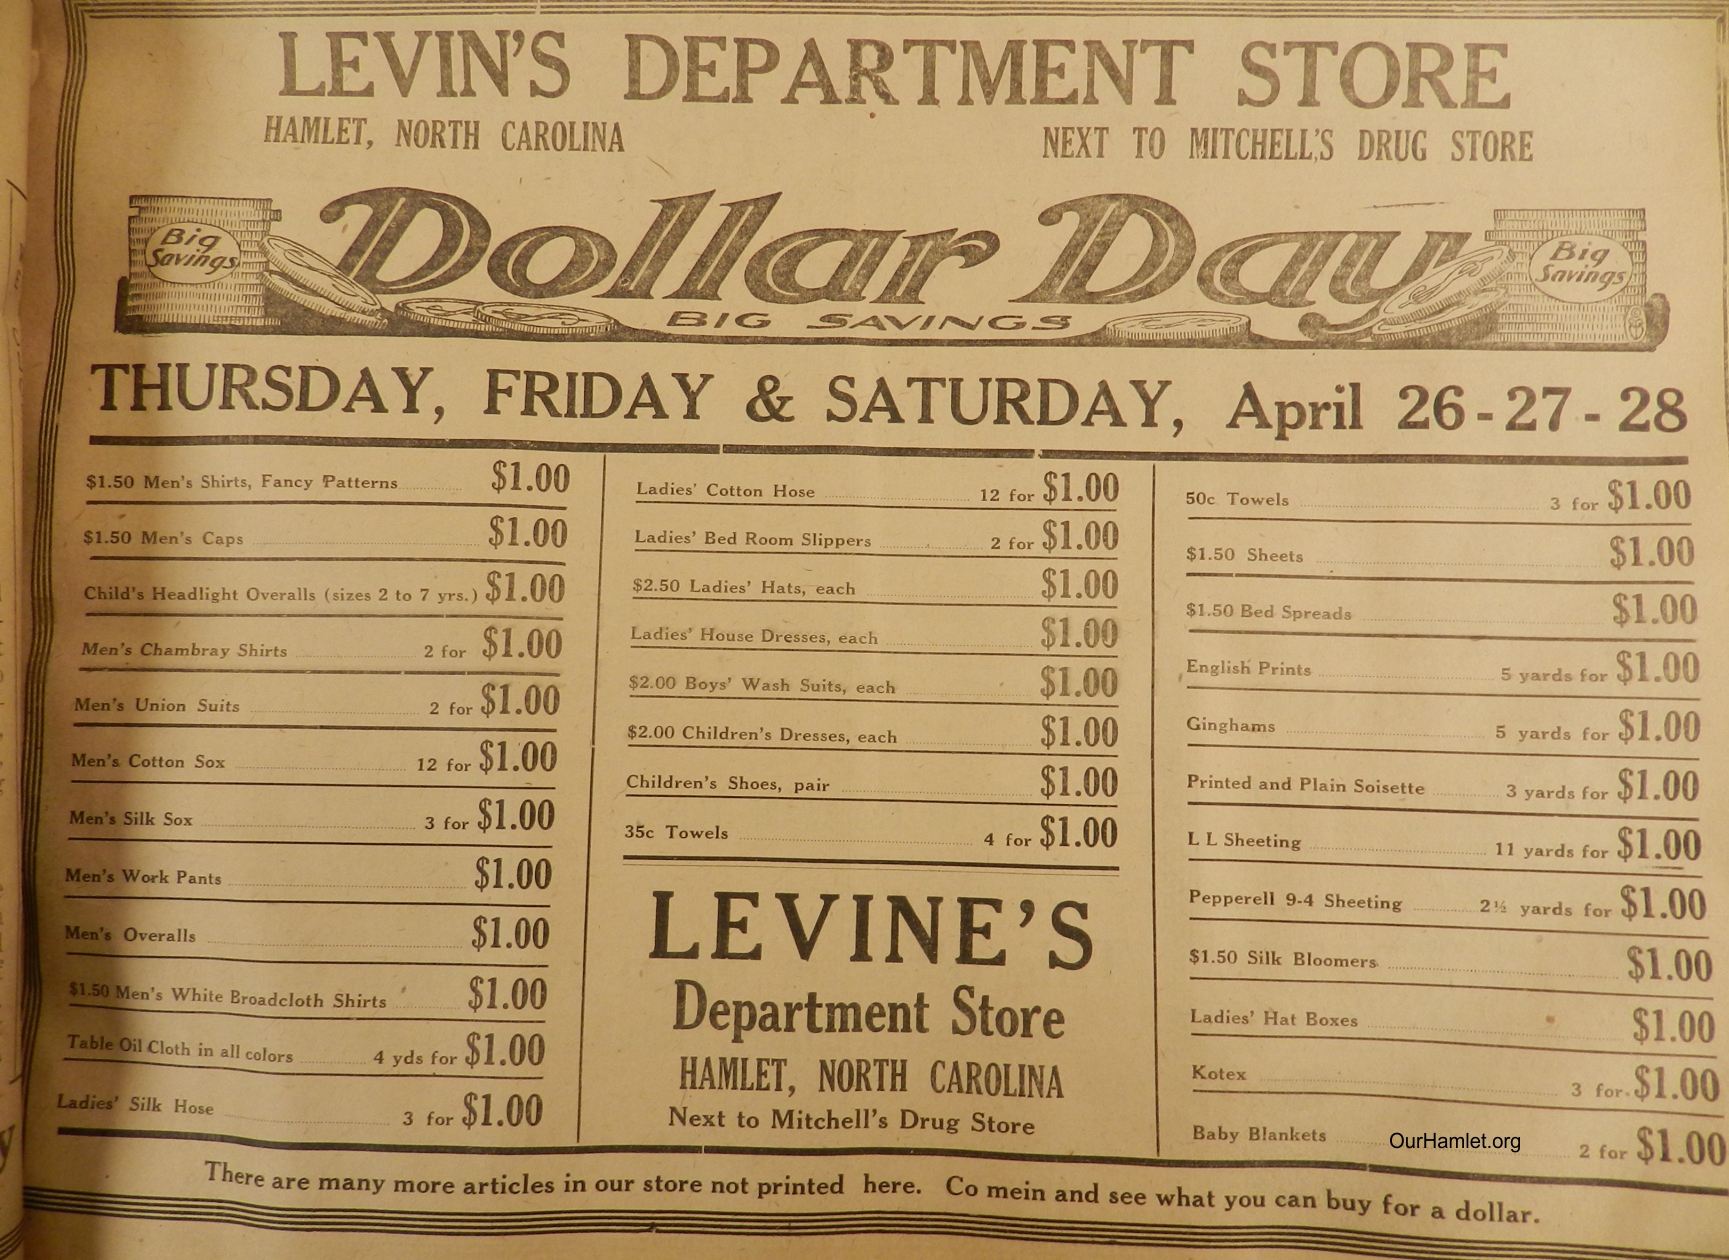 LEVIN'S DEPARTMENT STORE
HAMLET, NORTH CAROLINA NEXT TO MITCHELL'S DRUG STORE
Big Savings
Dollar Day
BIG SAVINGS
Big Savings
THURSDAY, FRIDAY & SATURDAY, April 26-27-28
$1.50 Men's Shirts, Fancy Patterns $1.00
$1.50 Men's Caps $1.00
Child's Headlight Overalls (sizes 2 to 7 yrs.) $1.00
Men's Chambray Shirts 2 for $1.00
Men's Union Suits 2 for $1.00
Men's Cotton Sox 12 for $1.00
Men's Silk Sox 3 for $1.00
Men's Work Pants $1.00
Men's Overalls $1.00
$1.50 Men's White Broadcloth Shirts $1.00
Table Oil Cloth in all colors 4 yds for $1.00
Ladies' Silk Hose 3 for $1.00
Ladies' Cotton Hose 12 for $1.00
Ladies' Bed Room Slippers 2 for $1.00
$2.50 Ladies' Hats, each $1.00
Ladies' House Dresses, each $1.00
$2.00 Boys' Wash Suits, each $1.00
$2.00 Children's Dresses, each $1.00
Children's Shoes, pair $1.00
35c Towels 4 for $1.00
LEVINE'S
Department Store
HAMLET, NORTH CAROLINA
Next to Mitchell's Drug Store
50c Towels 3 for $1.00
$1.50 Sheets $1.00
$1.50 Bed Spreads $1.00
English Prints 5 yards for $1.00
Ginghams 5 yards for $1.00
Printed and Plain Soisette 3 yards for $1.00
L L Sheeting 11 yards for $1.00
Pepperell 9-4 Sheeting 2½ yards for $1.00
$1.50 Silk Bloomers $1.00
Ladies' Hat Boxes $1.00
Kotex 3 for $1.00
Baby Blankets 2 for $1.00
OurHamlet.org
There are many more articles in our store not printed here. Co mein and see what you can buy for a dollar.